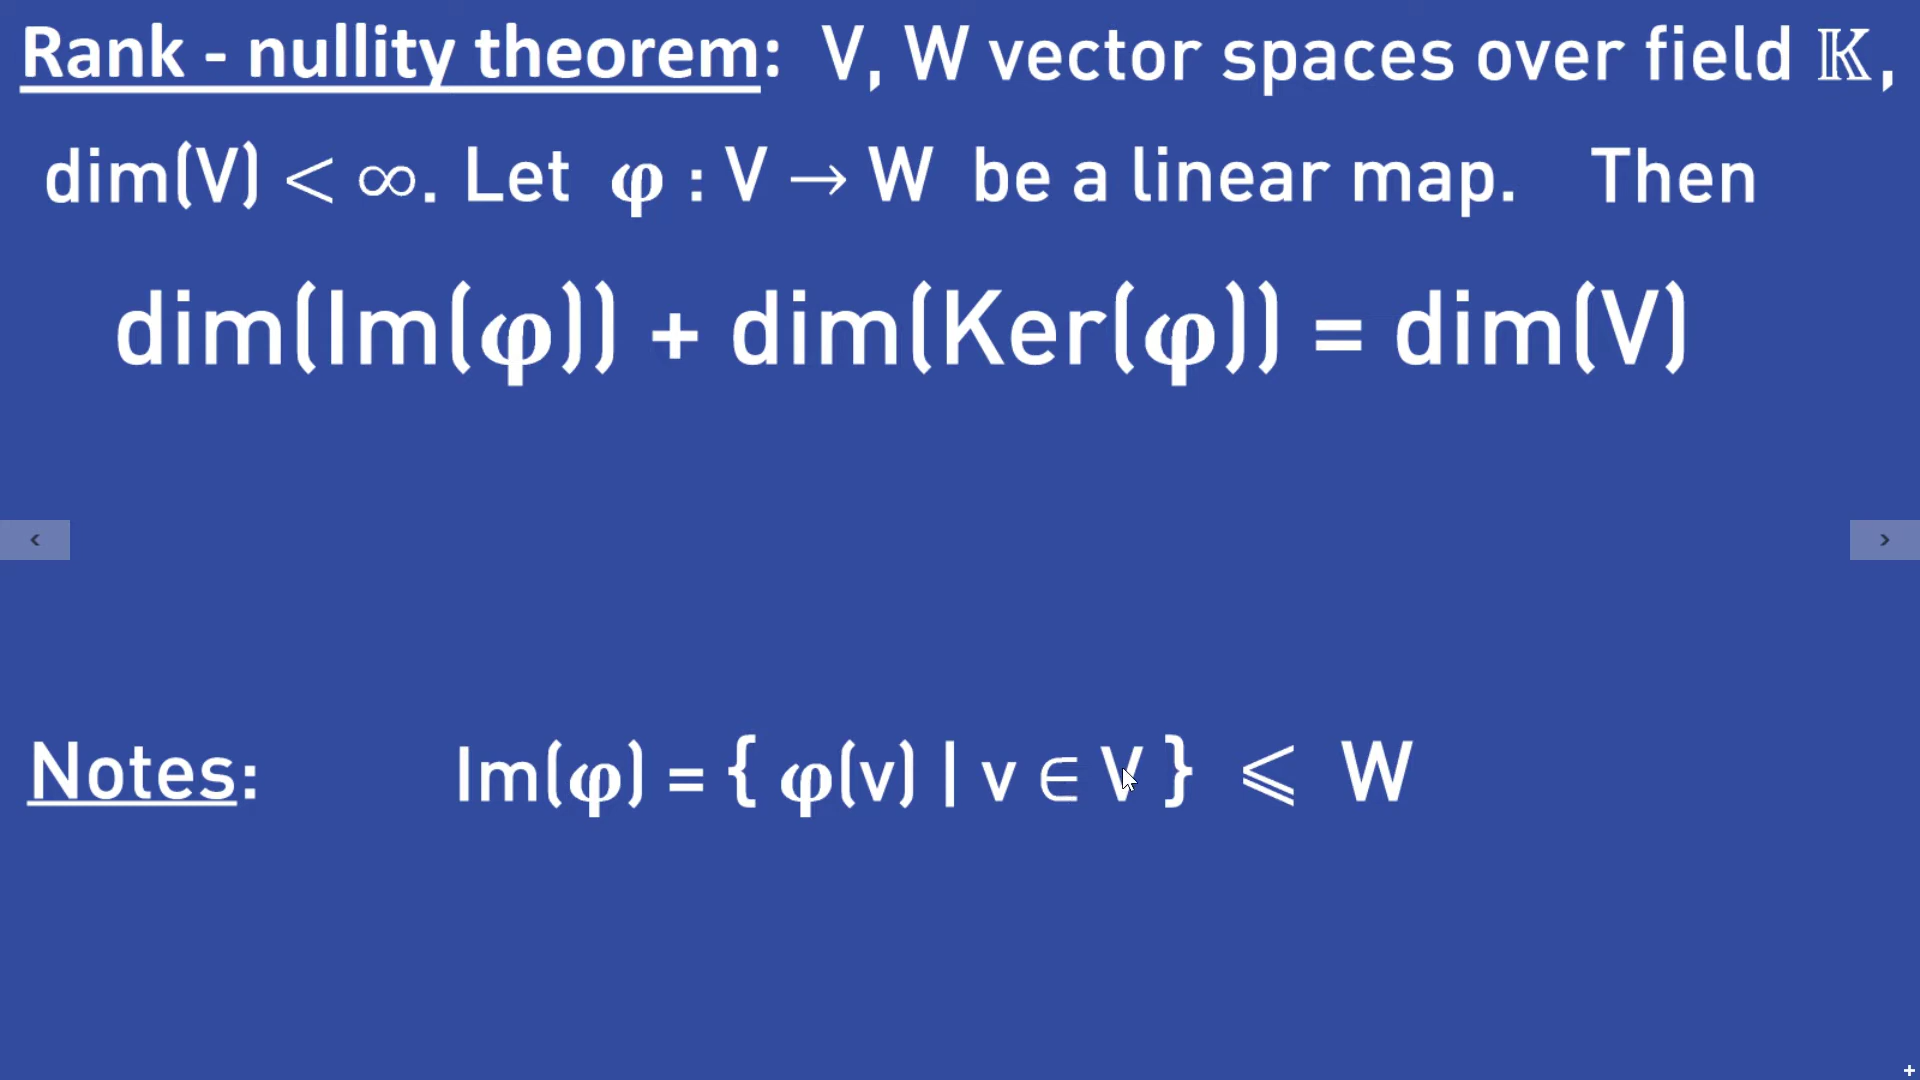 Rank - nullity theorem: V, W vector spaces over field 𝕂,
dim(V) < ∞. Let φ : V → W be a linear map. Then
dim(Im(φ)) + dim(Ker(φ)) = dim(V)
< >
Notes: Im(φ) = { φ(v) | v ∈ V } ⩽ W
+